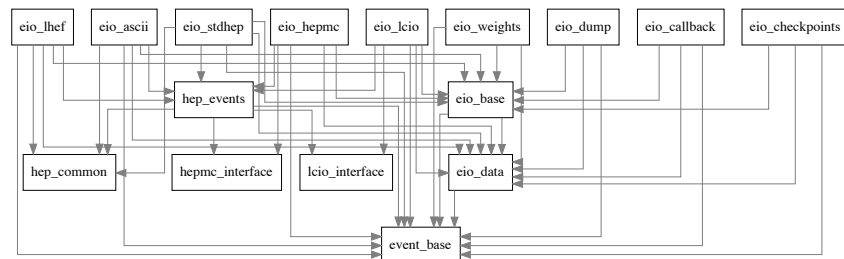 eio_lhef eio_ascii eio_stdhep eio_hepmc eio_lcio eio_weights eio_dump eio_callback eio_checkpoints
hep_events eio_base
hep_common hepmc_interface lcio_interface eio_data
event_base